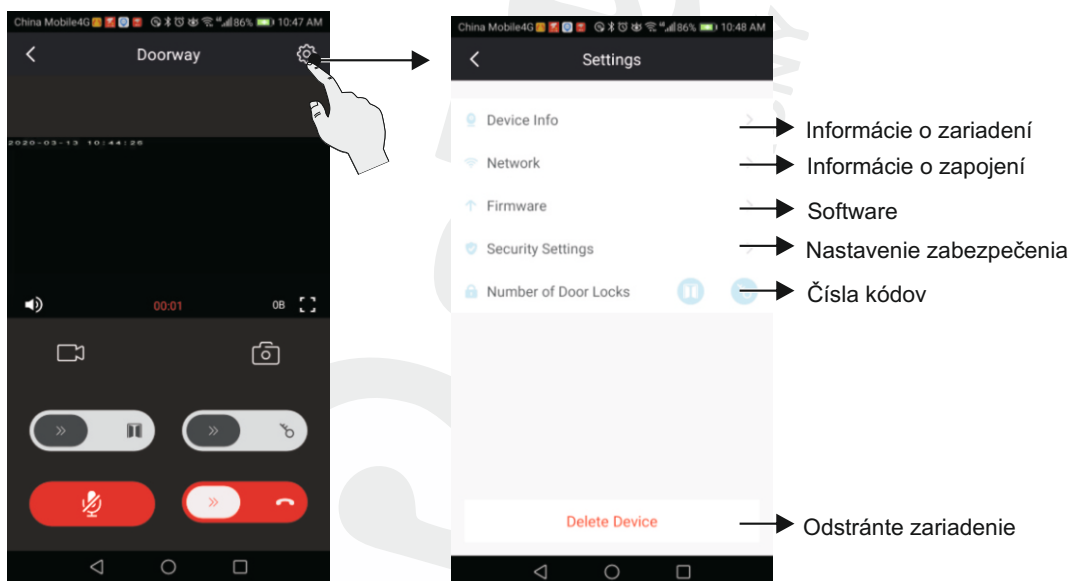 China Mobile4G 86% 10:47 AM
Doorway
2020-03-13 10:44:26
00:01
0B
China Mobile4G 86% 10:48 AM
Settings
Device Info
Informácie o zariadení
Network
Informácie o zapojení
Firmware
Software
Security Settings
Nastavenie zabezpečenia
Number of Door Locks
Čísla kódov
Delete Device
Odstránte zariadenie